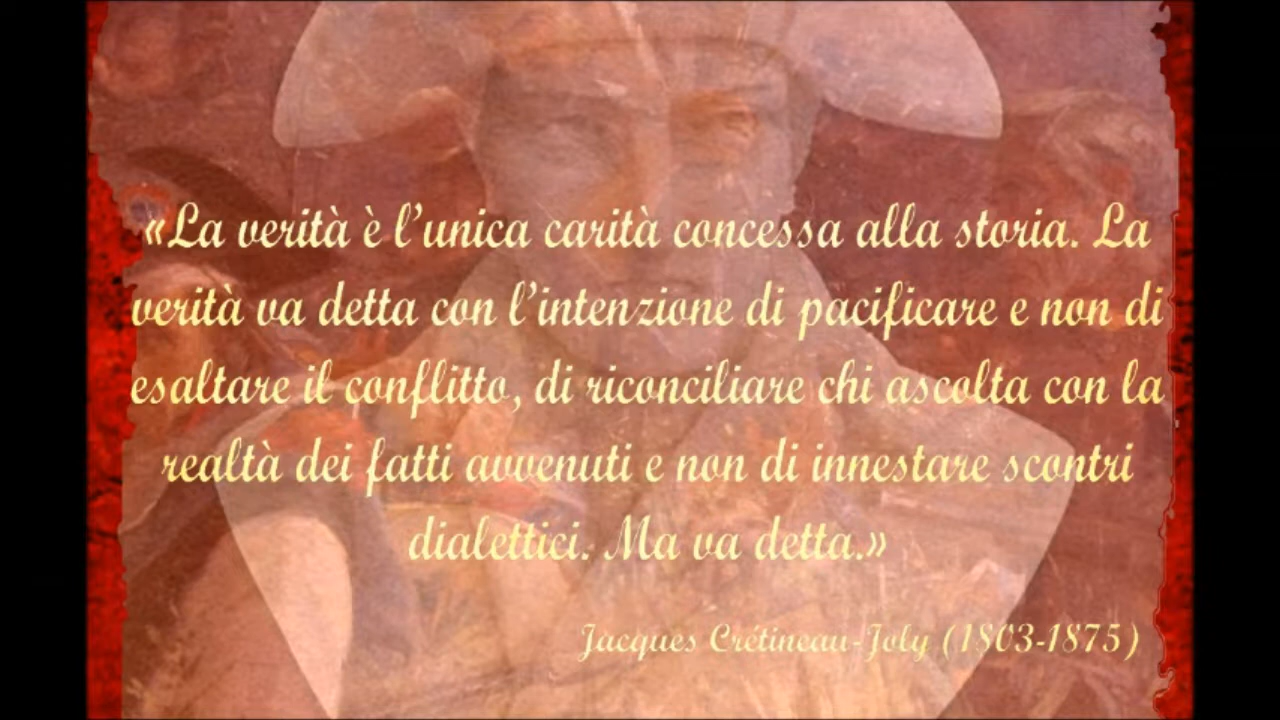 «La verità è l’unica carità concessa alla storia. La
verità va detta con l’intenzione di pacificare e non di
esaltare il conflitto, di riconciliare chi ascolta con la
realtà dei fatti avvenuti e non di innestare scontri
dialettici. Ma va detta.»
Jacques Crétineau-Joly (1803-1875)